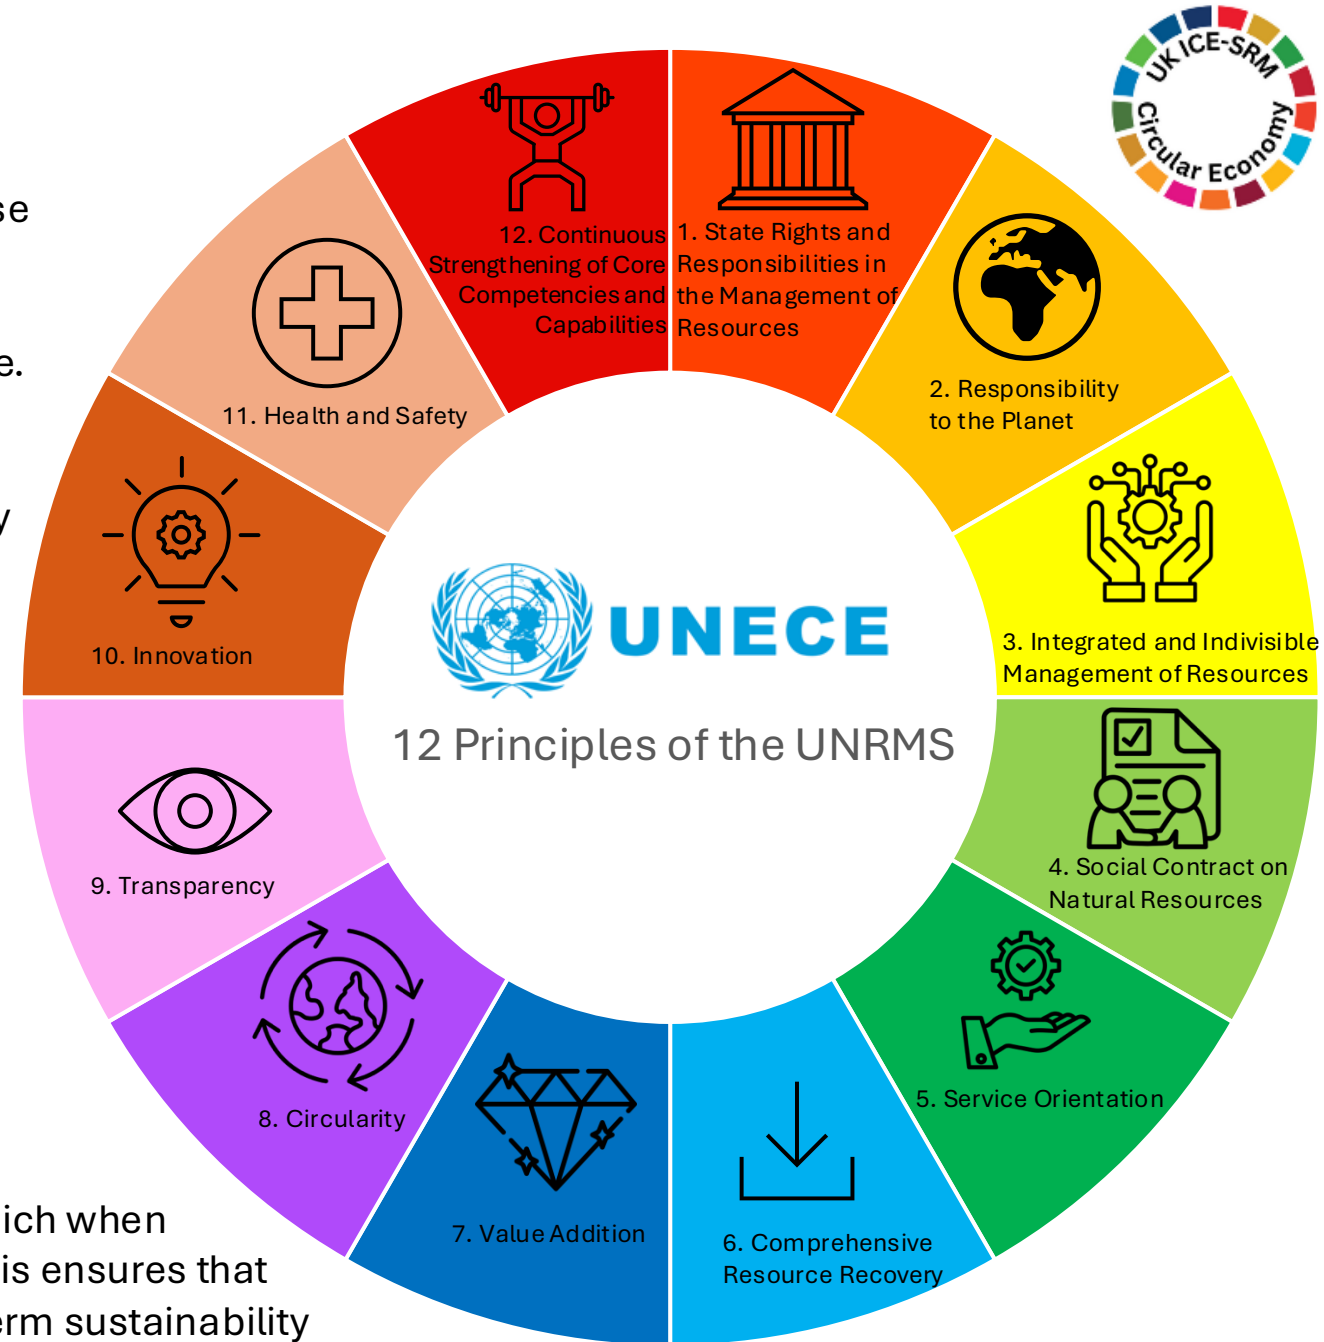 UK ICE-SRM
Circular Economy
se
e.
y
12. Continuous
Strengthening of Core
Competencies and
Capabilities
1. State Rights and
Responsibilities in
the Management of
Resources
2. Responsibility
to the Planet
3. Integrated and Indivisible
Management of Resources
4. Social Contract on
Natural Resources
5. Service Orientation
6. Comprehensive
Resource Recovery
7. Value Addition
8. Circularity
9. Transparency
10. Innovation
11. Health and Safety
UNECE
12 Principles of the UNRMS
ich when
is ensures that
erm sustainability